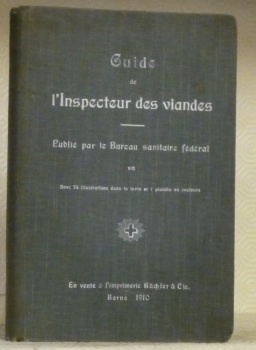 Guide
de
l'Inspecteur des viandes
Publié par le Bureau sanitaire fédéral
Avec 74 illustrations dans le texte et 1 planche en couleurs
En vente à l'imprimerie Büchler & Cie.
Berne 1910